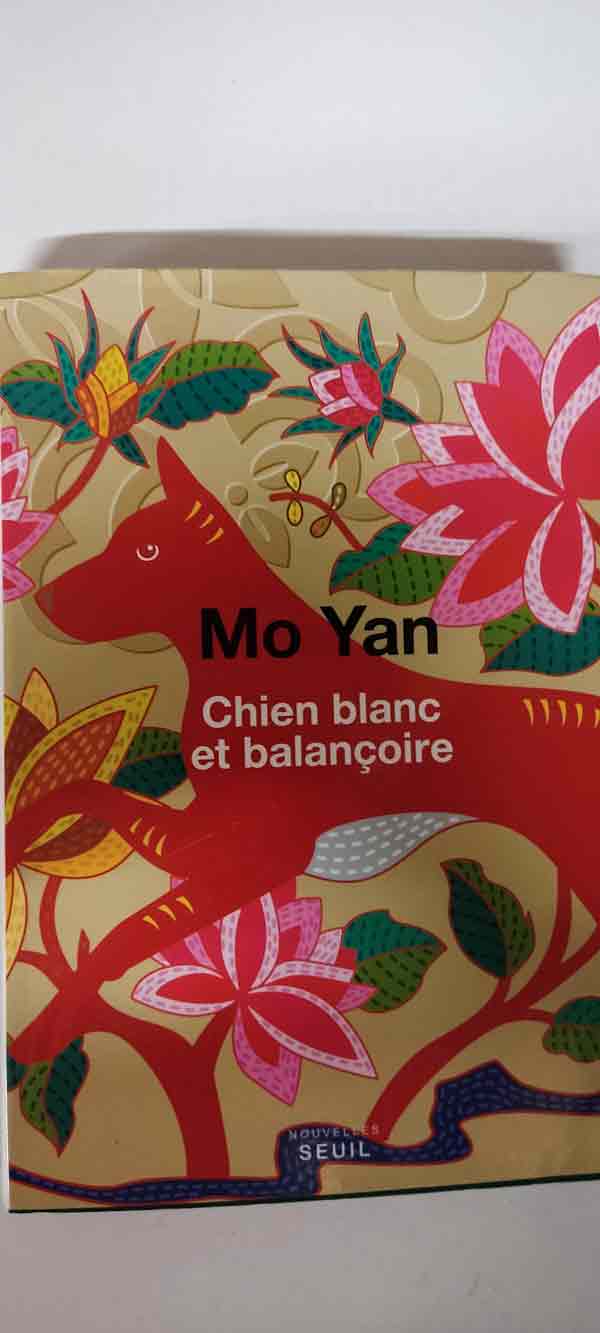 Mo Yan
Chien blanc
et balançoire
NOUVELLES
SEUIL